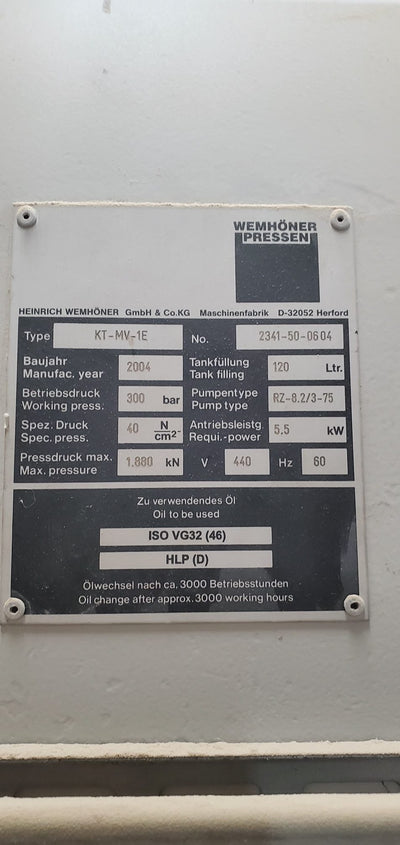 WEMHÖNER
PRESSEN
HEINRICH WEMHÖNER GmbH & Co.KG Maschinenfabrik D-32052 Herford
Type KT-MV-1E No. 2341-50-0604
Baujahr
Manufac. year 2004 Tankfüllung
Tank filling 120 Ltr.
Betriebsdruck
Working press. 300 bar Pumpentype
Pump type RZ-8.2/3-75
Spez. Druck
Spec. press. 40 N/cm² Antriebsleistg.
Requi.-power 5.5 kW
Pressdruck max.
Max. pressure 1.880 kN V 440 Hz 60
Zu verwendedes Öl
Oil to be used
ISO VG32 (46)
HLP (D)
Ölwechsel nach ca. 3000 Betriebsstunden
Oil change after approx. 3000 working hours